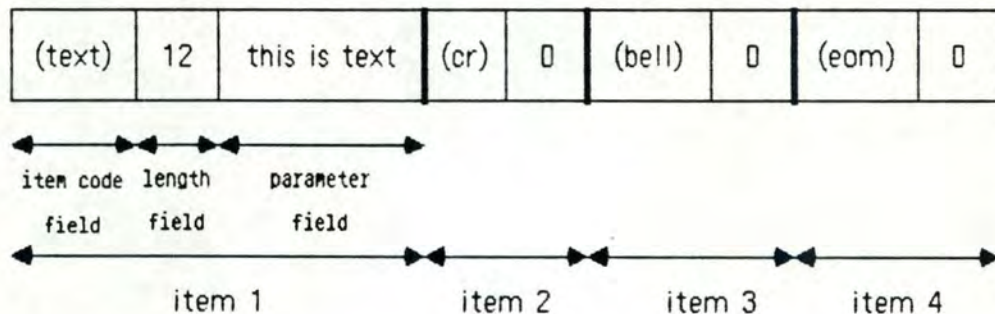 (text) 12 this is text (cr) 0 (bell) 0 (eom) 0
item code length parameter
field field field
item 1 item 2 item 3 item 4